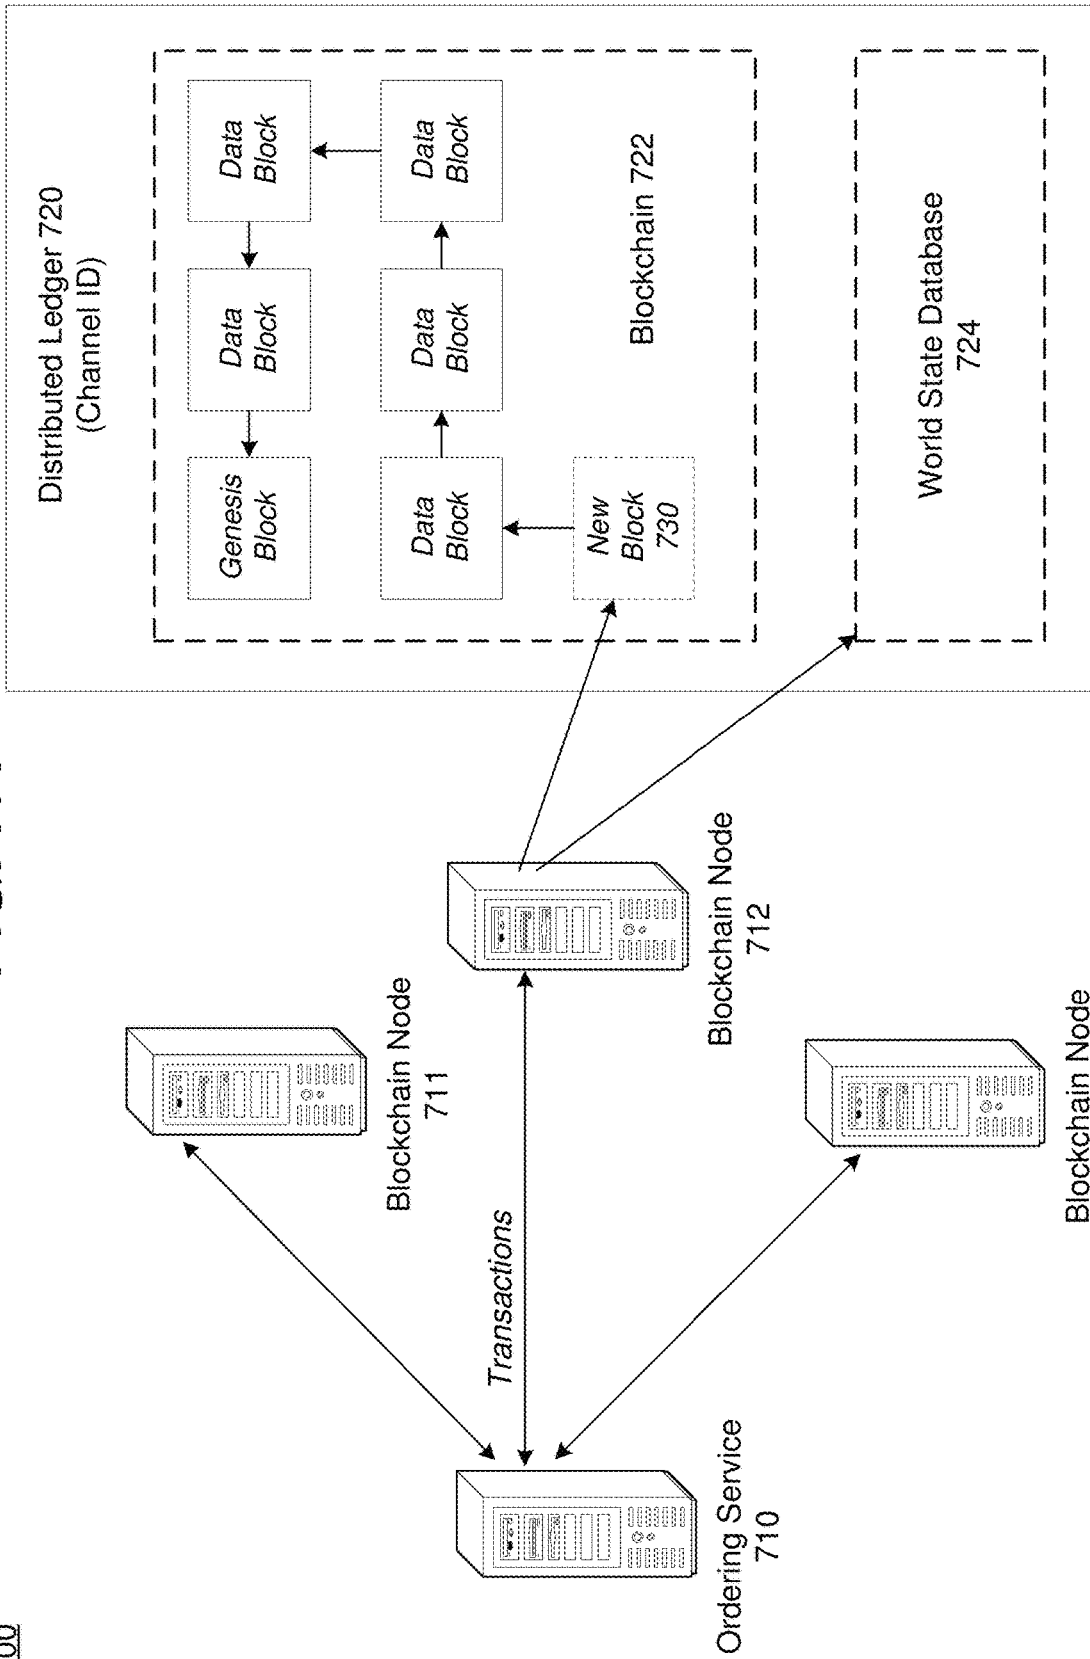 Distributed Ledger 720
(Channel ID)
Genesis
Block
Data
Block
Data
Block
Data
Block
Data
Block
Data
Block
New
Block
730
Blockchain 722
World State Database
724
Blockchain Node
711
Transactions
Blockchain Node
712
Ordering Service
710
Blockchain Node